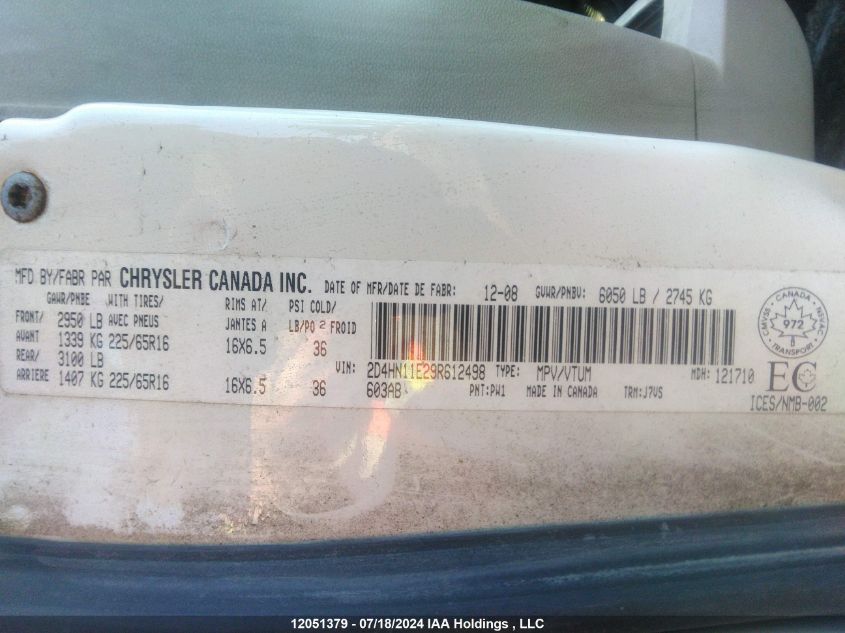 MFD BY/FABR PAR CHRYSLER CANADA INC. DATE OF MFR/DATE DE FABR: 12-08 GVWR/PNBV: 6050 LB / 2745 KG
GAWR/PNBE WITH TIRES/ RIMS AT/ PSI COLD/
FRONT/ 2950 LB AVEC PNEUS JANTES A LB/PO 2 FROID
AVANT 1339 KG 225/65R16 16X6.5 36
REAR/ 3100 LB
ARRIERE 1407 KG 225/65R16 16X6.5 36
VIN: 2D4HN11E29R612498 TYPE: MPV/VTUM MDH: 121710
603AB PNT:PW1 MADE IN CANADA TRM:J7VS
CANADA
CMVSS 972 NSVAC
TRANSPORT
EC
ICES/NMB-002
12051379 - 07/18/2024 IAA Holdings , LLC